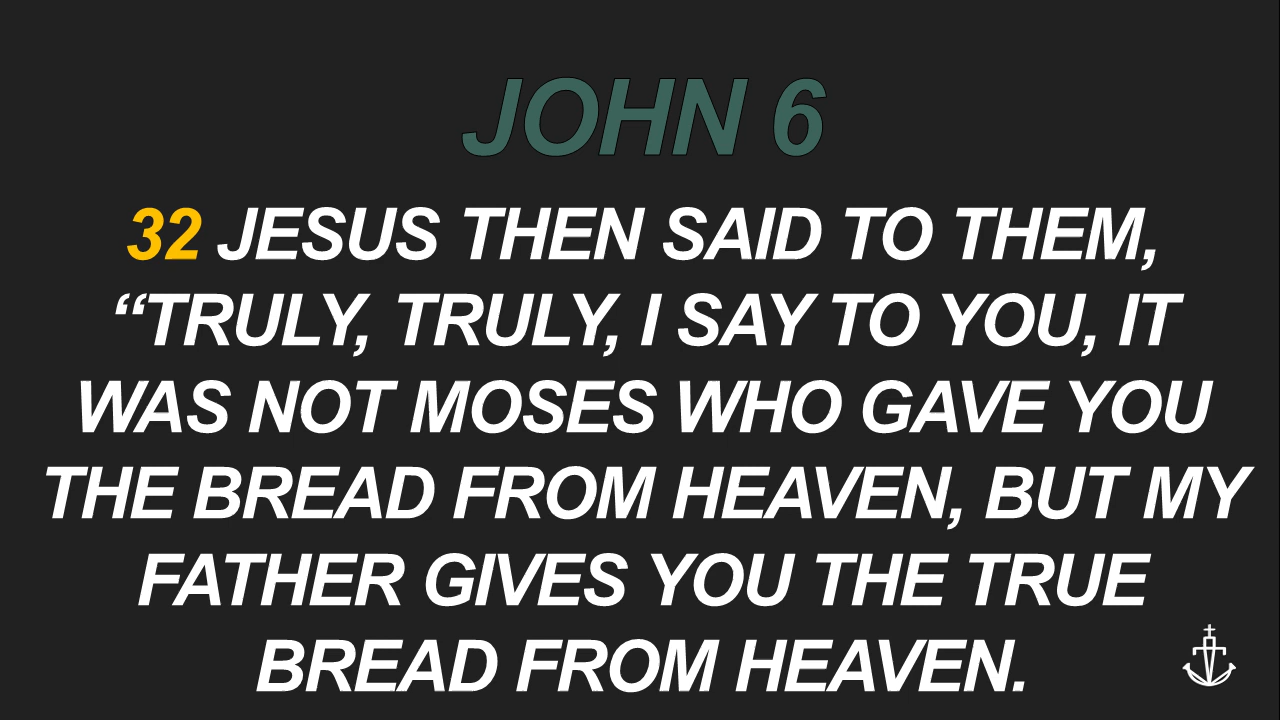 JOHN 6
32 JESUS THEN SAID TO THEM,
“TRULY, TRULY, I SAY TO YOU, IT
WAS NOT MOSES WHO GAVE YOU
THE BREAD FROM HEAVEN, BUT MY
FATHER GIVES YOU THE TRUE
BREAD FROM HEAVEN.